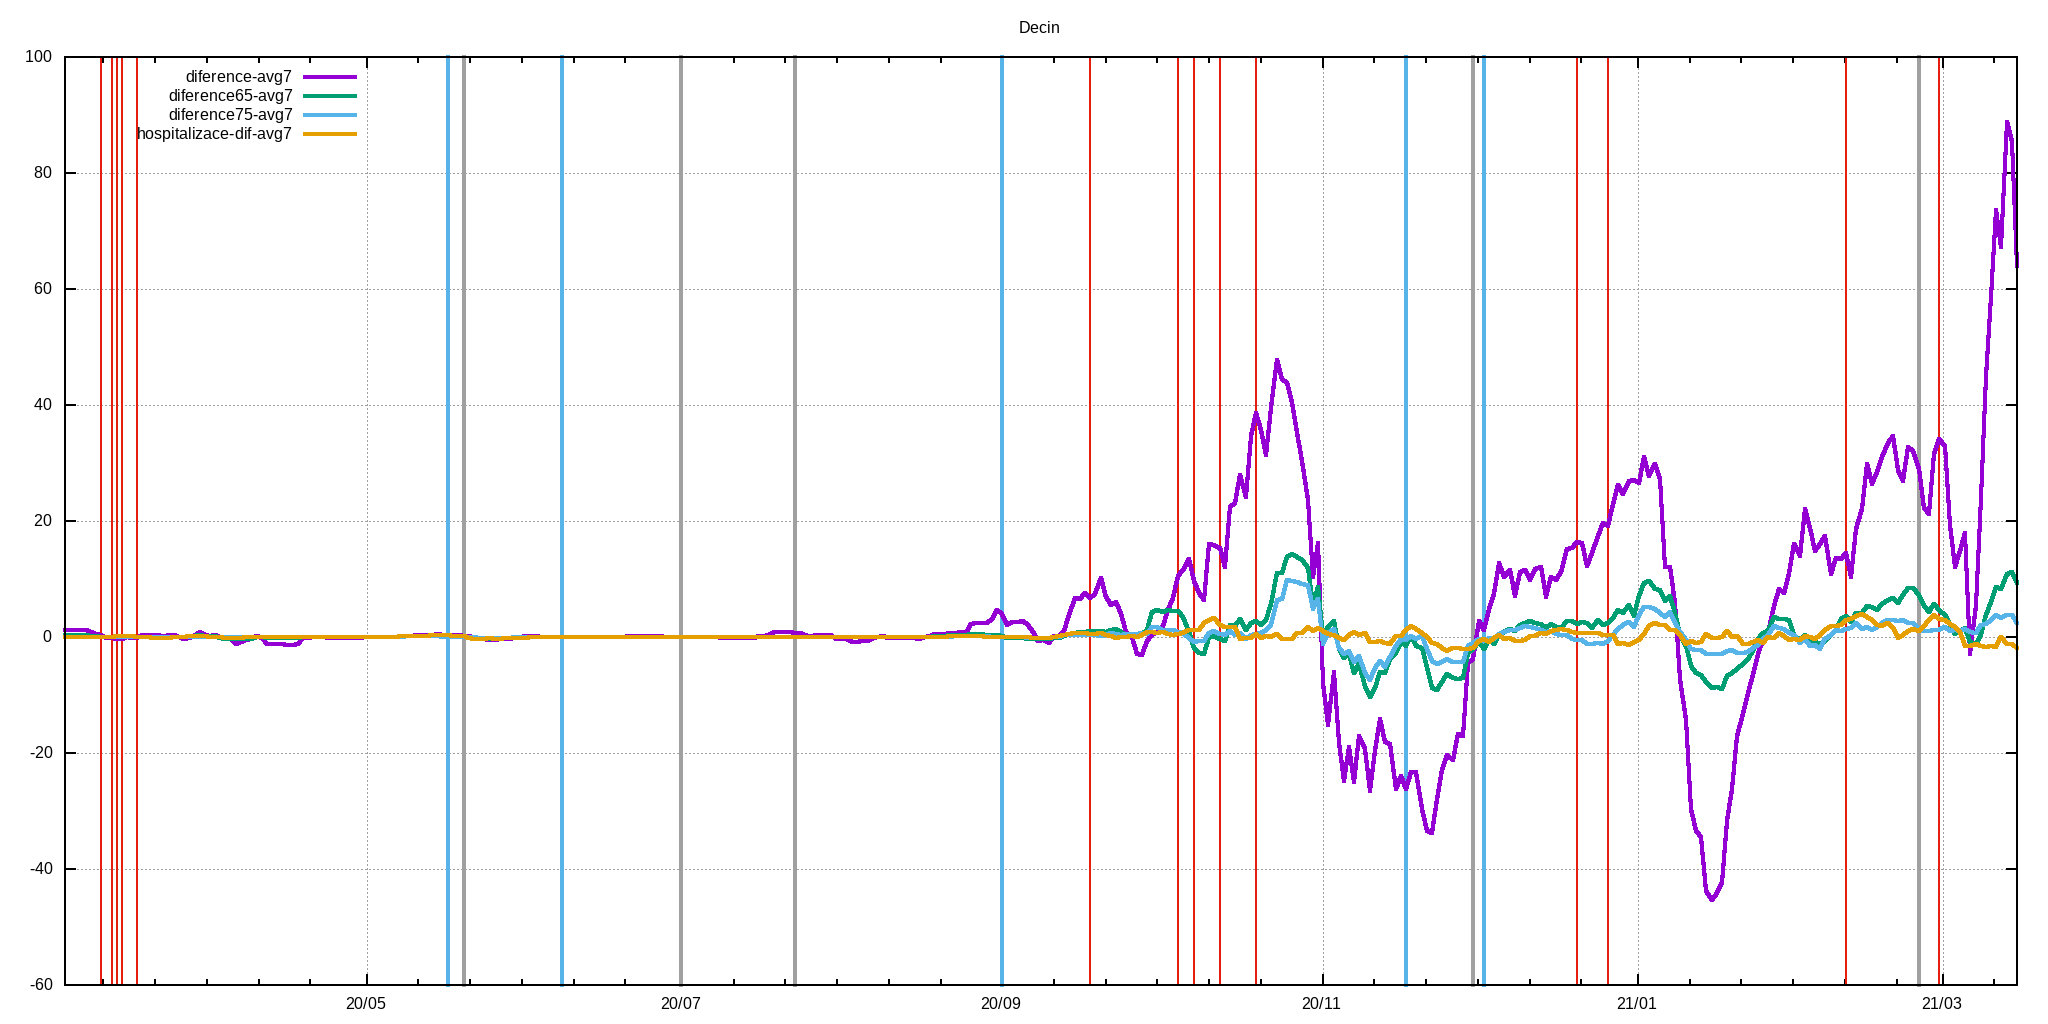 Decin
100
80
60
40
20
0
-20
-40
-60
diference-avg7
diference65-avg7
diference75-avg7
hospitalizace-dif-avg7
20/05 20/07 20/09 20/11 21/01 21/03